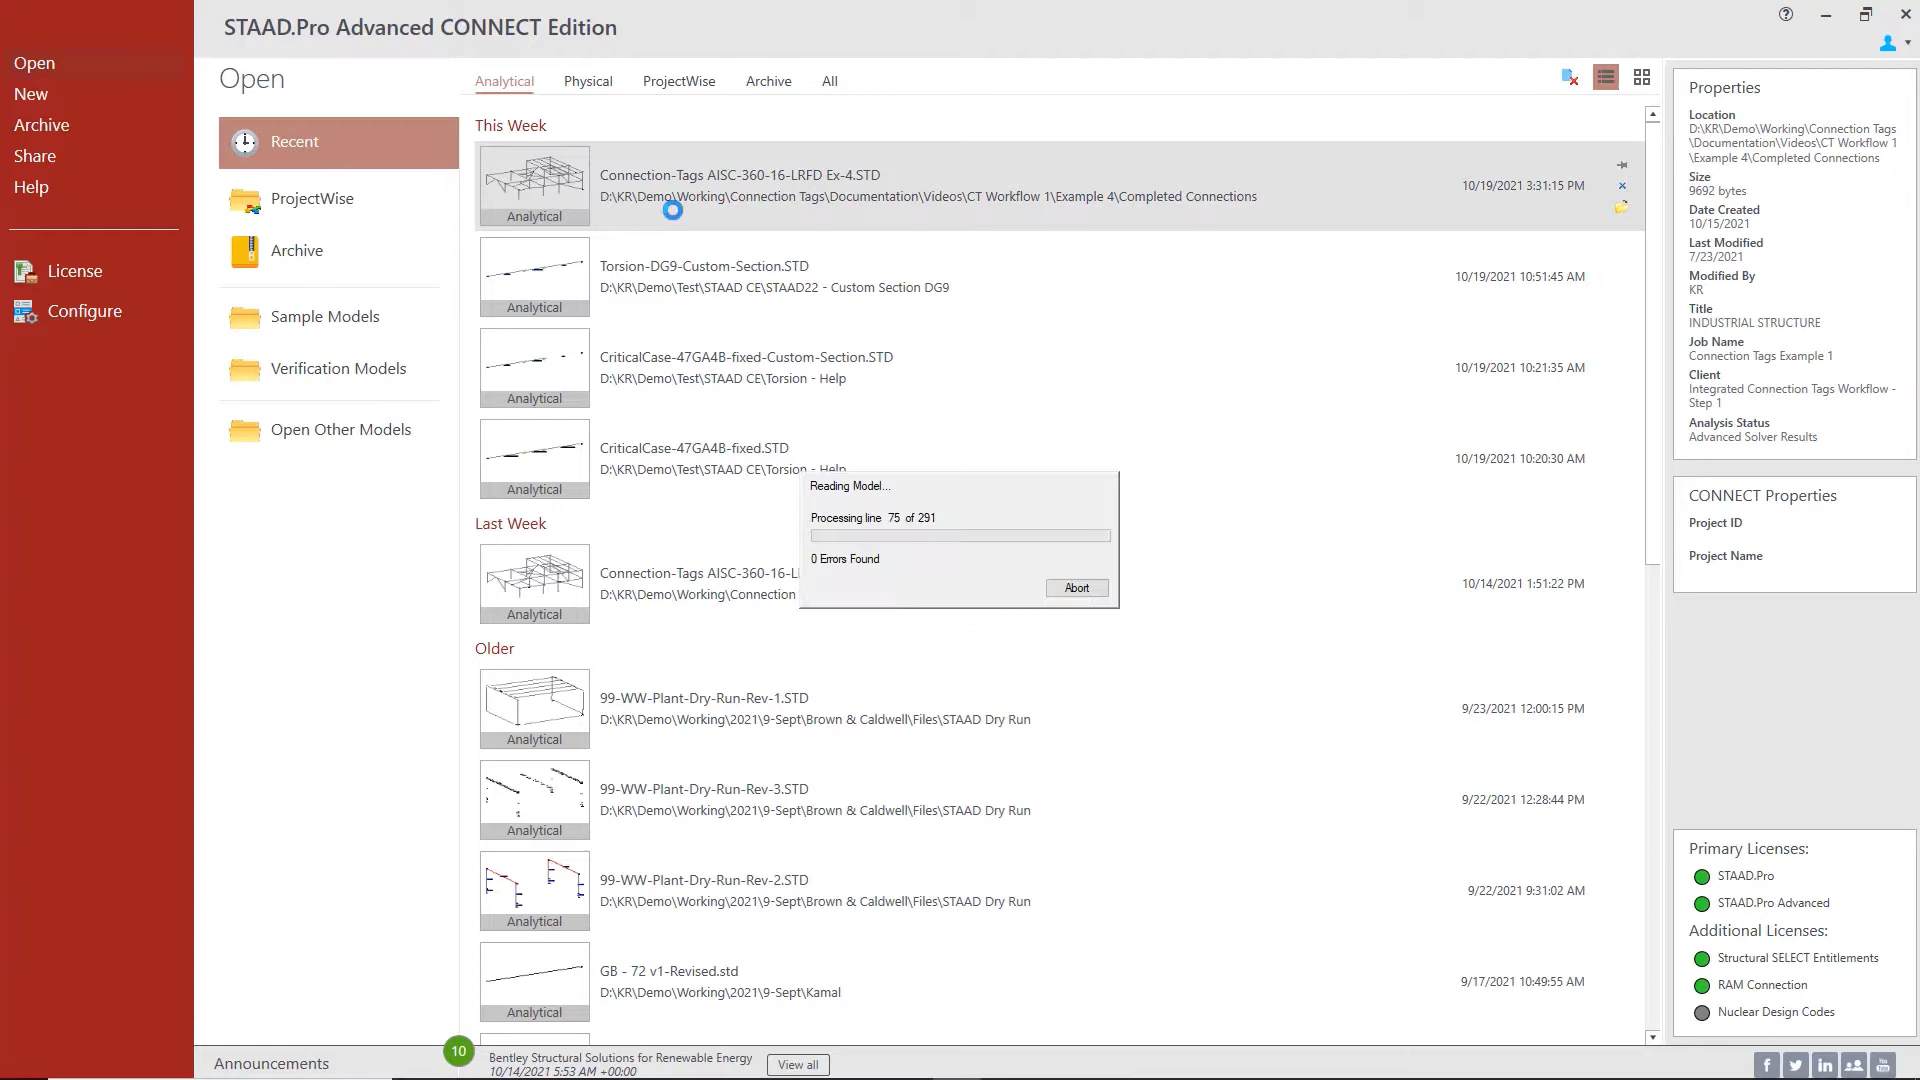 STAAD.Pro Advanced CONNECT Edition
Open
New
Archive
Share
Help
License
Configure
Open
Recent
ProjectWise
Archive
Sample Models
Verification Models
Open Other Models
Analytical
Physical
ProjectWise
Archive
All
This Week
Analytical
Connection-Tags AISC-360-16-LRFD Ex-4.STD
D:\KR\Demo\Working\Connection Tags\Documentation\Videos\CT Workflow 1\Example 4\Completed Connections
10/19/2021 3:31:15 PM
Analytical
Torsion-DG9-Custom-Section.STD
D:\KR\Demo\Test\STAAD CE\STAAD22 - Custom Section DG9
10/19/2021 10:51:45 AM
Analytical
CriticalCase-47GA4B-fixed-Custom-Section.STD
D:\KR\Demo\Test\STAAD CE\Torsion - Help
10/19/2021 10:21:35 AM
Analytical
CriticalCase-47GA4B-fixed.STD
D:\KR\Demo\Test\STAAD CE\Torsion - Help
10/19/2021 10:20:30 AM
Reading Model...
Processing line 75 of 291
0 Errors Found
Abort
Last Week
Analytical
Connection-Tags AISC-360-16-L
D:\KR\Demo\Working\Connection
10/14/2021 1:51:22 PM
Older
Analytical
99-WW-Plant-Dry-Run-Rev-1.STD
D:\KR\Demo\Working\2021\9-Sept\Brown & Caldwell\Files\STAAD Dry Run
9/23/2021 12:00:15 PM
Analytical
99-WW-Plant-Dry-Run-Rev-3.STD
D:\KR\Demo\Working\2021\9-Sept\Brown & Caldwell\Files\STAAD Dry Run
9/22/2021 12:28:44 PM
Analytical
99-WW-Plant-Dry-Run-Rev-2.STD
D:\KR\Demo\Working\2021\9-Sept\Brown & Caldwell\Files\STAAD Dry Run
9/22/2021 9:31:02 AM
Analytical
GB - 72 v1-Revised.std
D:\KR\Demo\Working\2021\9-Sept\Kamal
9/17/2021 10:49:55 AM
Properties
Location
D:\KR\Demo\Working\Connection Tags
\Documentation\Videos\CT Workflow 1
\Example 4\Completed Connections
Size
9692 bytes
Date Created
10/15/2021
Last Modified
7/23/2021
Modified By
KR
Title
INDUSTRIAL STRUCTURE
Job Name
Connection Tags Example 1
Client
Integrated Connection Tags Workflow -
Step 1
Analysis Status
Advanced Solver Results
CONNECT Properties
Project ID
Project Name
Primary Licenses:
STAAD.Pro
STAAD.Pro Advanced
Additional Licenses:
Structural SELECT Entitlements
RAM Connection
Nuclear Design Codes
Announcements
10
Bentley Structural Solutions for Renewable Energy
10/14/2021 5:53 AM +00:00
View all